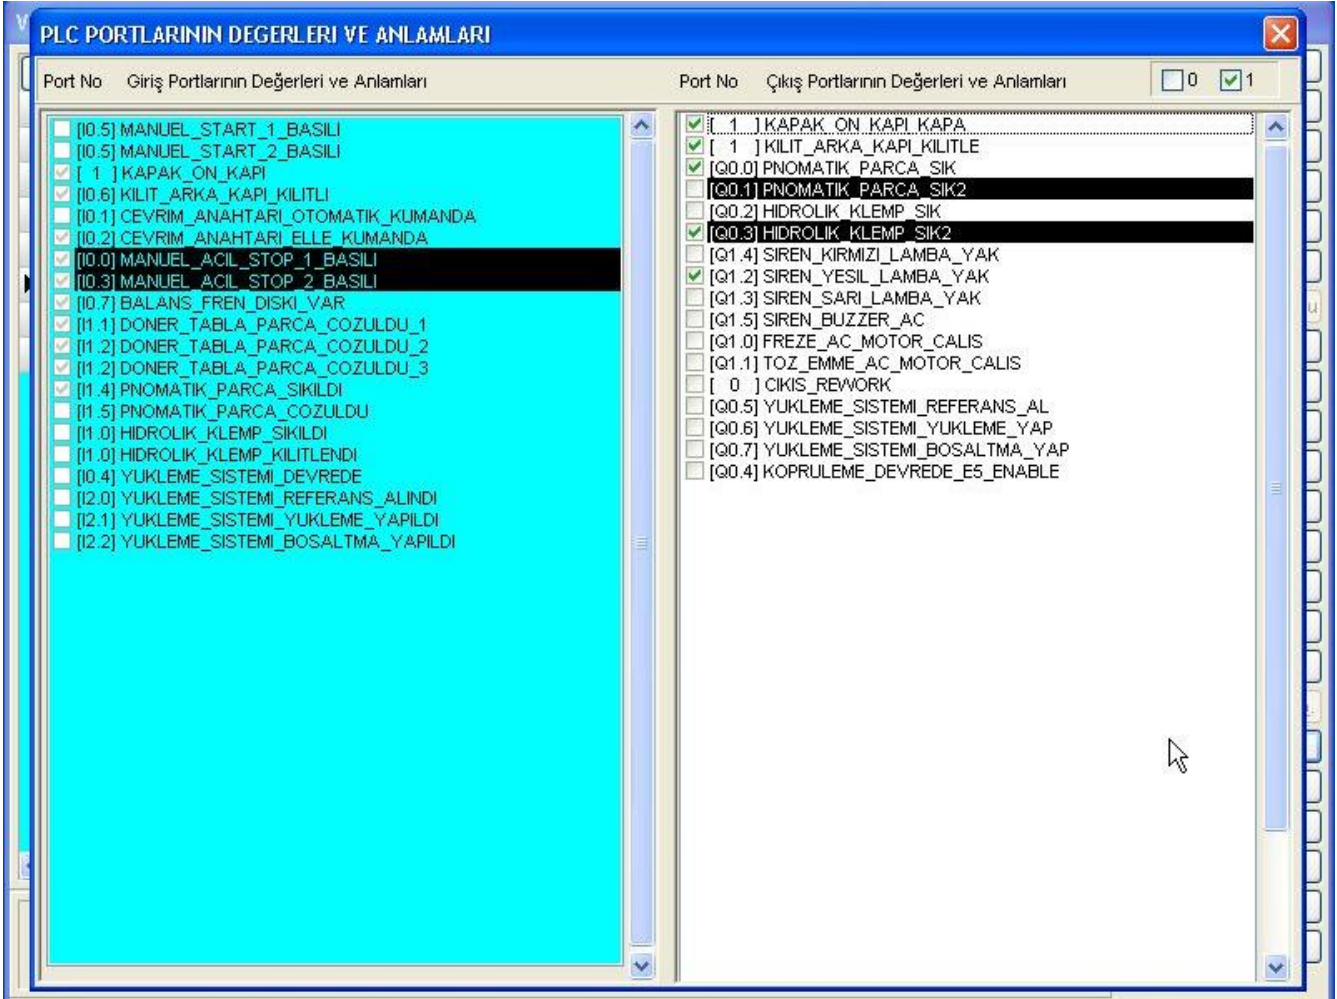 V
PLC PORTLARININ DEGERLERI VE ANLAMLARI
Port No Giriş Portlarının Değerleri ve Anlamları
Port No Çıkış Portlarının Değerleri ve Anlamları 0 1
[I0.5] MANUEL_START_1_BASILI
[I0.5] MANUEL_START_2_BASILI
[ 1 ] KAPAK_ON_KAPI
[I0.6] KILIT_ARKA_KAPI_KILITLI
[I0.1] CEVRIM_ANAHTARI_OTOMATIK_KUMANDA
[I0.2] CEVRIM_ANAHTARI_ELLE_KUMANDA
[I0.0] MANUEL_ACIL_STOP_1_BASILI
[I0.3] MANUEL_ACIL_STOP_2_BASILI
[I0.7] BALANS_FREN_DISKI_VAR
[I1.1] DONER_TABLA_PARCA_COZULDU_1
[I1.2] DONER_TABLA_PARCA_COZULDU_2
[I1.2] DONER_TABLA_PARCA_COZULDU_3
[I1.4] PNOMATIK_PARCA_SIKILDI
[I1.5] PNOMATIK_PARCA_COZULDU
[I1.0] HIDROLIK_KLEMP_SIKILDI
[I1.0] HIDROLIK_KLEMP_KILITLENDI
[I0.4] YUKLEME_SISTEMI_DEVREDE
[I2.0] YUKLEME_SISTEMI_REFERANS_ALINDI
[I2.1] YUKLEME_SISTEMI_YUKLEME_YAPILDI
[I2.2] YUKLEME_SISTEMI_BOSALTMA_YAPILDI
[ 1 ] KAPAK_ON_KAPI_KAPA
[ 1 ] KILIT_ARKA_KAPI_KILITLE
[Q0.0] PNOMATIK_PARCA_SIK
[Q0.1] PNOMATIK_PARCA_SIK2
[Q0.2] HIDROLIK_KLEMP_SIK
[Q0.3] HIDROLIK_KLEMP_SIK2
[Q1.4] SIREN_KIRMIZI_LAMBA_YAK
[Q1.2] SIREN_YESIL_LAMBA_YAK
[Q1.3] SIREN_SARI_LAMBA_YAK
[Q1.5] SIREN_BUZZER_AC
[Q1.0] FREZE_AC_MOTOR_CALIS
[Q1.1] TOZ_EMME_AC_MOTOR_CALIS
[ 0 ] CIKIS_REWORK
[Q0.5] YUKLEME_SISTEMI_REFERANS_AL
[Q0.6] YUKLEME_SISTEMI_YUKLEME_YAP
[Q0.7] YUKLEME_SISTEMI_BOSALTMA_YAP
[Q0.4] KOPRULEME_DEVREDE_E5_ENABLE